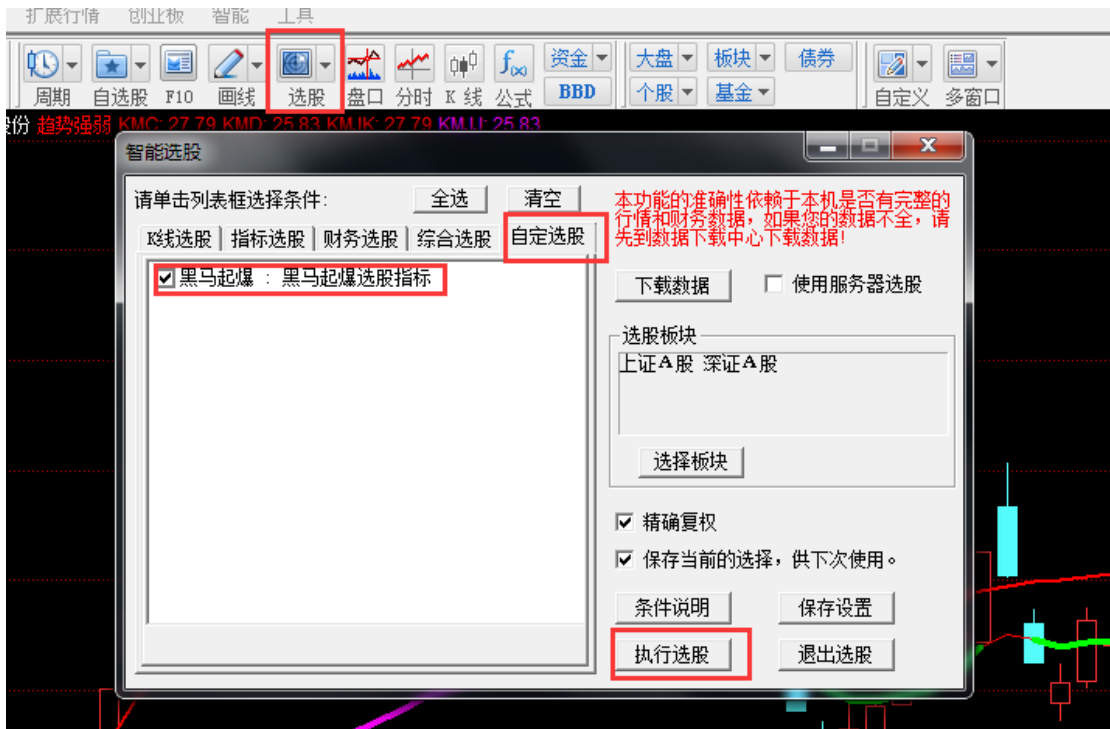 扩展行情 创业板 智能 工具
资金 大盘 板块 债券
周期 自选股 F10 画线 选股 盘口 分时 K线 公式 BBD 个股 基金 自定义 多窗口
股份 趋势强弱 KMC: 27.79 KMD: 25.83 KMJK: 27.79 KMJJ: 25.83
智能选股
请单击列表框选择条件: 全选 清空
K线选股 指标选股 财务选股 综合选股 自定选股
黑马起爆 : 黑马起爆选股指标
本功能的准确性依赖于本机是否有完整的
行情和财务数据,如果您的数据不全,请
先到数据下载中心下载数据!
下载数据 使用服务器选股
选股板块
上证A股 深证A股
选择板块
精确复权
保存当前的选择,供下次使用。
条件说明 保存设置
执行选股 退出选股